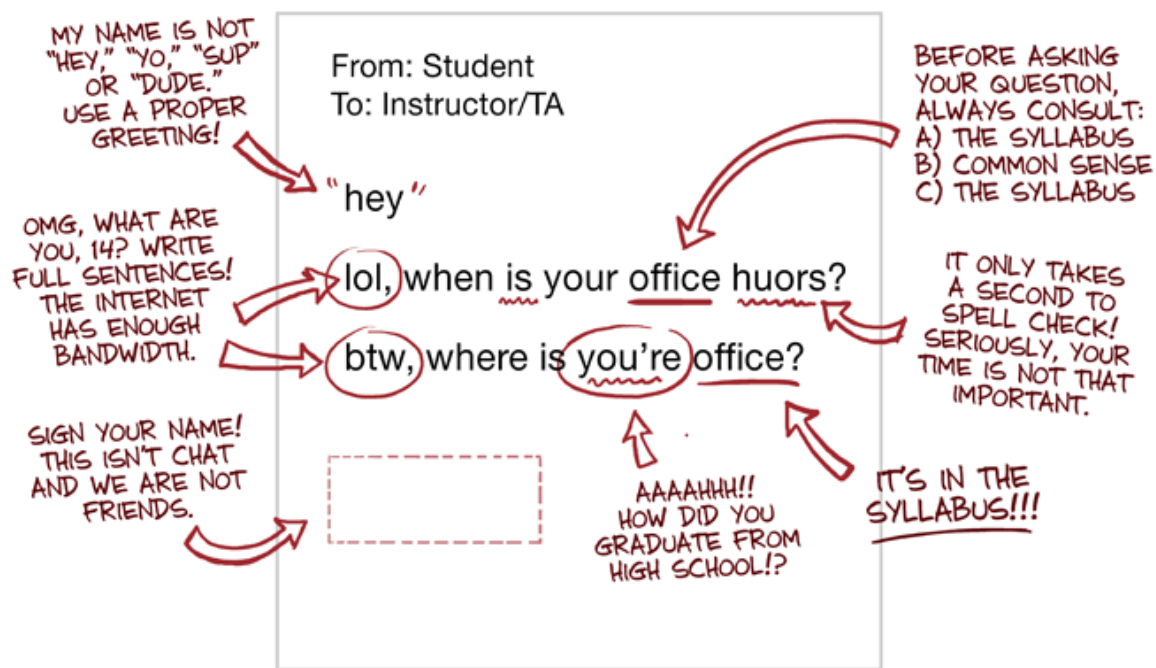 MY NAME IS NOT
"HEY," "YO," "SUP"
OR "DUDE."
USE A PROPER
GREETING!
From: Student
To: Instructor/TA
BEFORE ASKING
YOUR QUESTION,
ALWAYS CONSULT:
A) THE SYLLABUS
B) COMMON SENSE
C) THE SYLLABUS
"hey"
OMG, WHAT ARE
YOU, 14? WRITE
FULL SENTENCES!
THE INTERNET
HAS ENOUGH
BANDWIDTH.
lol, when is your office huors?
btw, where is you're office?
IT ONLY TAKES
A SECOND TO
SPELL CHECK!
SERIOUSLY, YOUR
TIME IS NOT THAT
IMPORTANT.
SIGN YOUR NAME!
THIS ISN'T CHAT
AND WE ARE NOT
FRIENDS.
AAAAHHH!!
HOW DID YOU
GRADUATE FROM
HIGH SCHOOL!?
IT'S IN THE
SYLLABUS!!!